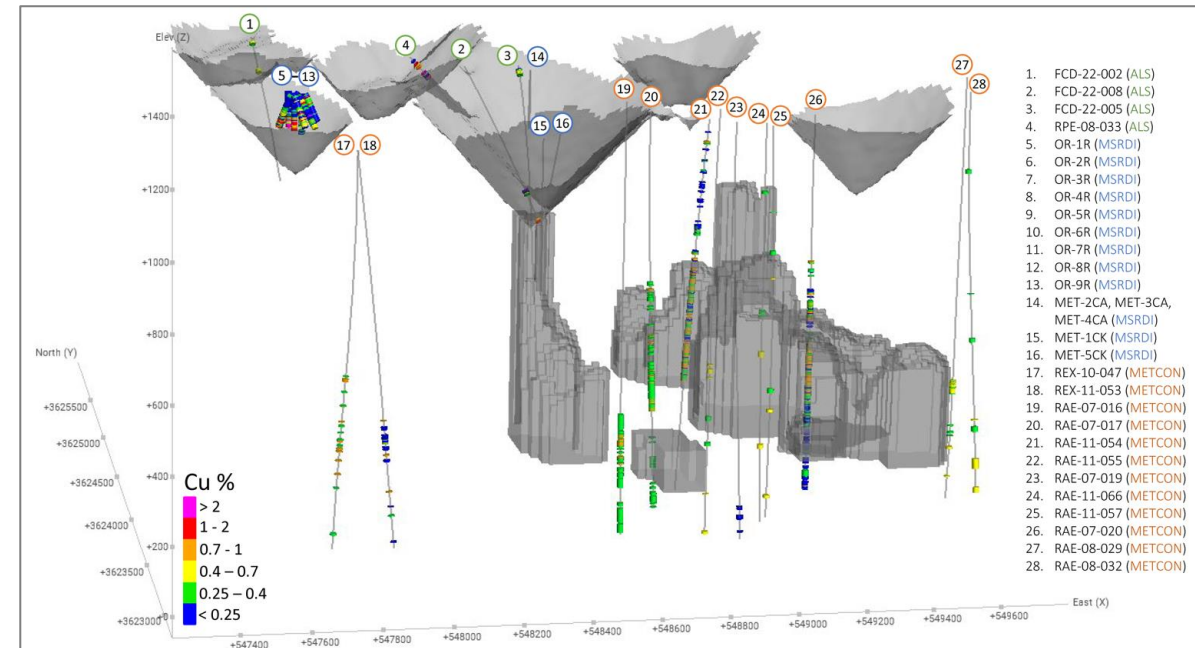 Elev (Z)
+1400
+1200
+1000
+800
+600
+400
+200
+0
North (Y)
+3625500
+3625000
+3624500
+3624000
+3623500
+3623000
+547400
+547600
+547800
+548000
+548200
+548400
+548600
+548800
+549000
+549200
+549400
+549600
East (X)
1
5
13
4
2
3
14
15
16
17
18
19
20
21
22
23
24
25
26
27
28
Cu %
> 2
1 - 2
0.7 - 1
0.4 – 0.7
0.25 – 0.4
< 0.25
1. FCD-22-002 (ALS)
2. FCD-22-008 (ALS)
3. FCD-22-005 (ALS)
4. RPE-08-033 (ALS)
5. OR-1R (MSRDI)
6. OR-2R (MSRDI)
7. OR-3R (MSRDI)
8. OR-4R (MSRDI)
9. OR-5R (MSRDI)
10. OR-6R (MSRDI)
11. OR-7R (MSRDI)
12. OR-8R (MSRDI)
13. OR-9R (MSRDI)
14. MET-2CA, MET-3CA,
MET-4CA (MSRDI)
15. MET-1CK (MSRDI)
16. MET-5CK (MSRDI)
17. REX-10-047 (METCON)
18. REX-11-053 (METCON)
19. RAE-07-016 (METCON)
20. RAE-07-017 (METCON)
21. RAE-11-054 (METCON)
22. RAE-11-055 (METCON)
23. RAE-07-019 (METCON)
24. RAE-11-066 (METCON)
25. RAE-11-057 (METCON)
26. RAE-07-020 (METCON)
27. RAE-08-029 (METCON)
28. RAE-08-032 (METCON)